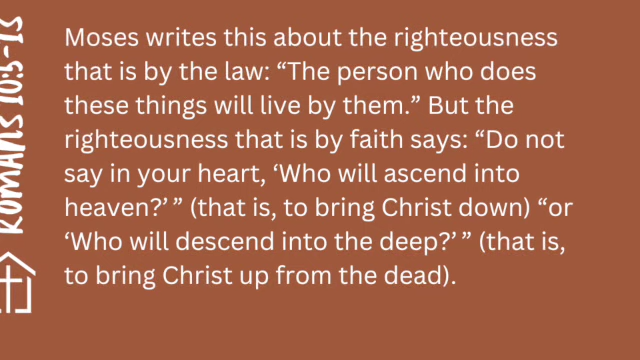 ROMANS 10:5-13
Moses writes this about the righteousness
that is by the law: “The person who does
these things will live by them.” But the
righteousness that is by faith says: “Do not
say in your heart, ‘Who will ascend into
heaven?’ ” (that is, to bring Christ down) “or
‘Who will descend into the deep?’ ” (that is,
to bring Christ up from the dead).